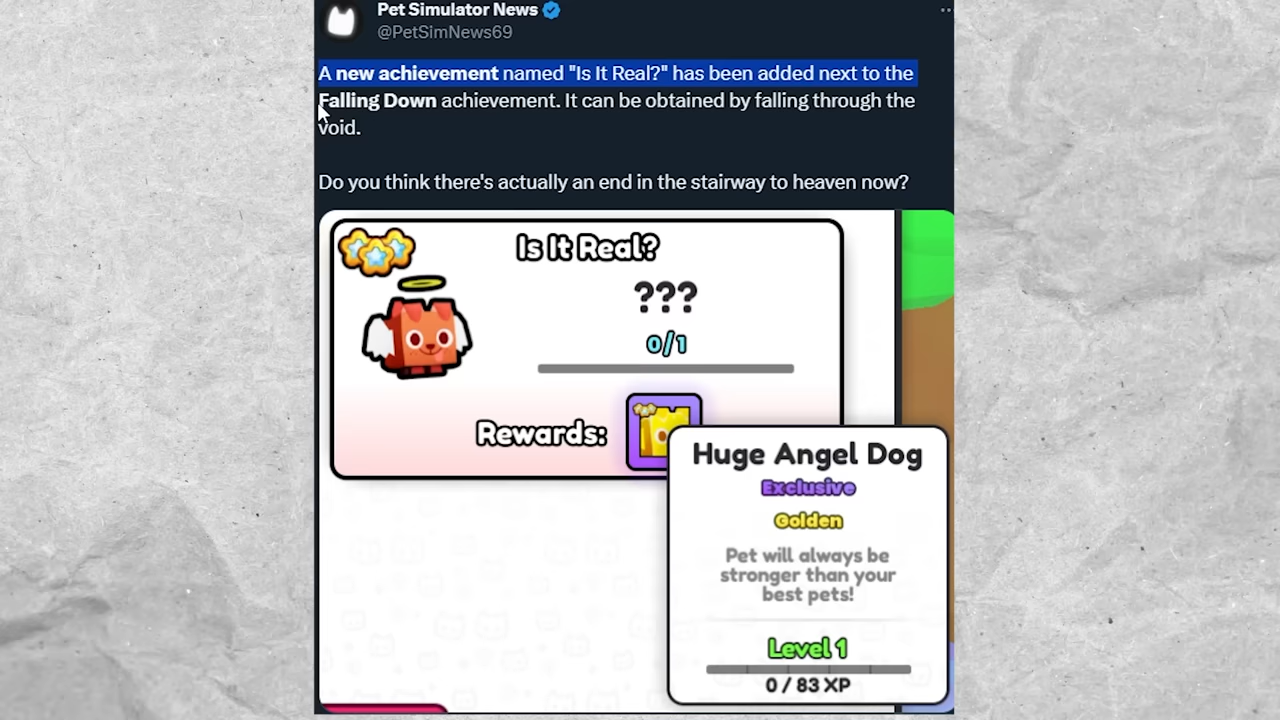 Pet Simulator News
@PetSimNews69
A new achievement named "Is It Real?" has been added next to the
Falling Down achievement. It can be obtained by falling through the
void.
Do you think there's actually an end in the stairway to heaven now?
Is It Real?
???
0/1
Rewards:
Huge Angel Dog
Exclusive
Golden
Pet will always be
stronger than your
best pets!
Level 1
0 / 83 XP